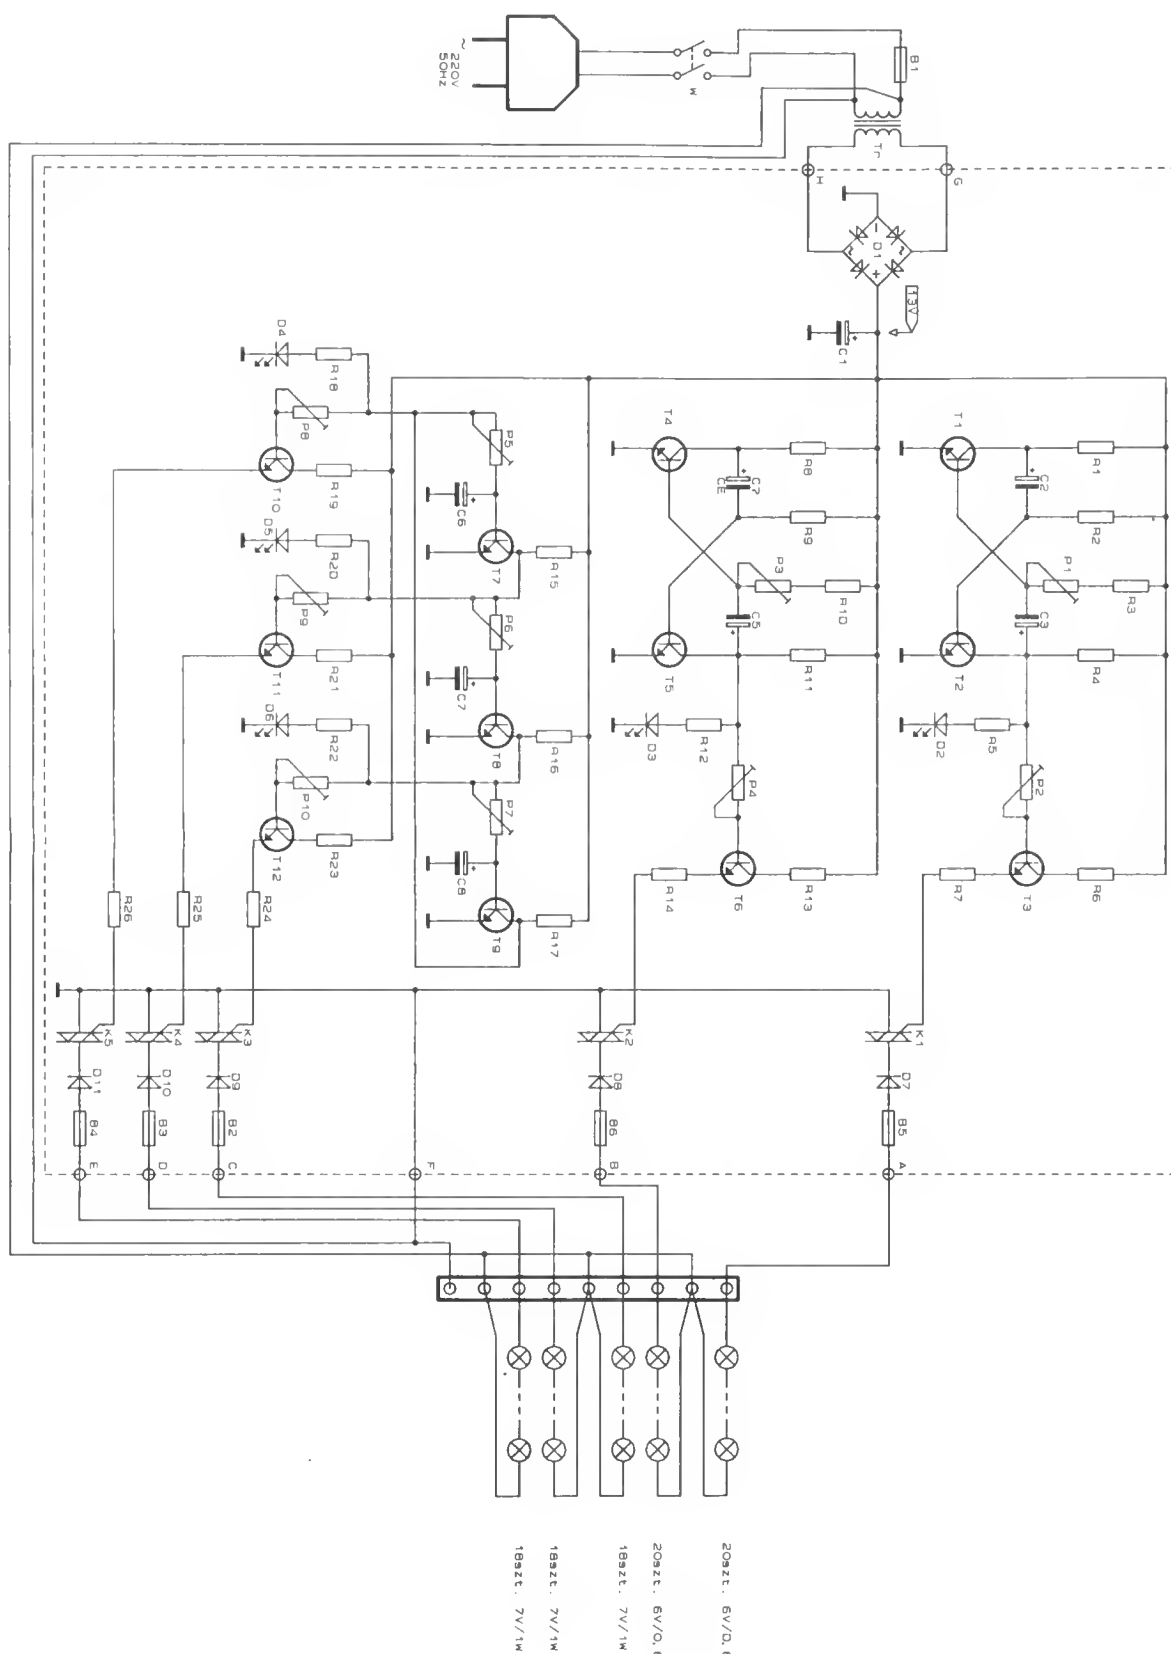 ~ 220V
50Hz
W
B1
Tr
H
G
D1
~
~
-
+
13V
C1
D4
R18
P8
T10
R19
D5
R20
P9
T11
R21
D6
R22
P10
T12
R23
R26
R25
R24
P5
C6
T7
R15
P6
C7
T8
R16
P7
C8
T9
R17
T4
R8
R9
P3
R10
C5
T5
R11
D3
R12
P4
T6
R13
R14
T1
R1
C2
R2
P1
R3
C3
T2
R4
D2
R5
P2
T3
R6
R7
K5
K4
K3
K2
K1
D11
D10
D9
D8
D7
B4
B3
B2
B6
B5
E
D
C
F
B
A
18szt. 7V/1W
18szt. 7V/1W
18szt. 7V/1W
20szt. 6V/0,
20szt. 6V/0,